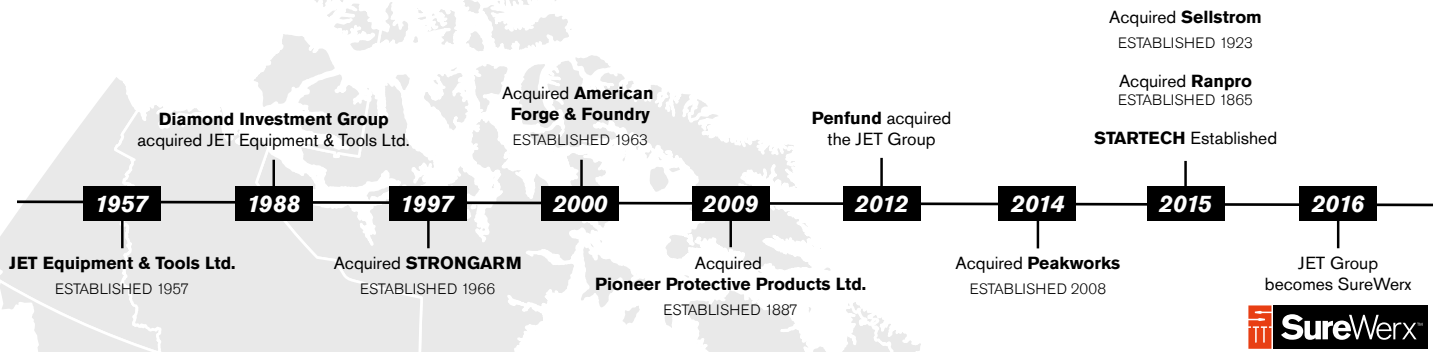 Acquired Sellstrom
ESTABLISHED 1923
Acquired Ranpro
ESTABLISHED 1865
STARTECH Established
Diamond Investment Group
acquired JET Equipment & Tools Ltd.
Acquired American
Forge & Foundry
ESTABLISHED 1963
Penfund acquired
the JET Group
1957
1988
1997
2000
2009
2012
2014
2015
2016
JET Equipment & Tools Ltd.
ESTABLISHED 1957
Acquired STRONGARM
ESTABLISHED 1966
Acquired
Pioneer Protective Products Ltd.
ESTABLISHED 1887
Acquired Peakworks
ESTABLISHED 2008
JET Group
becomes SureWerx
SureWerx™